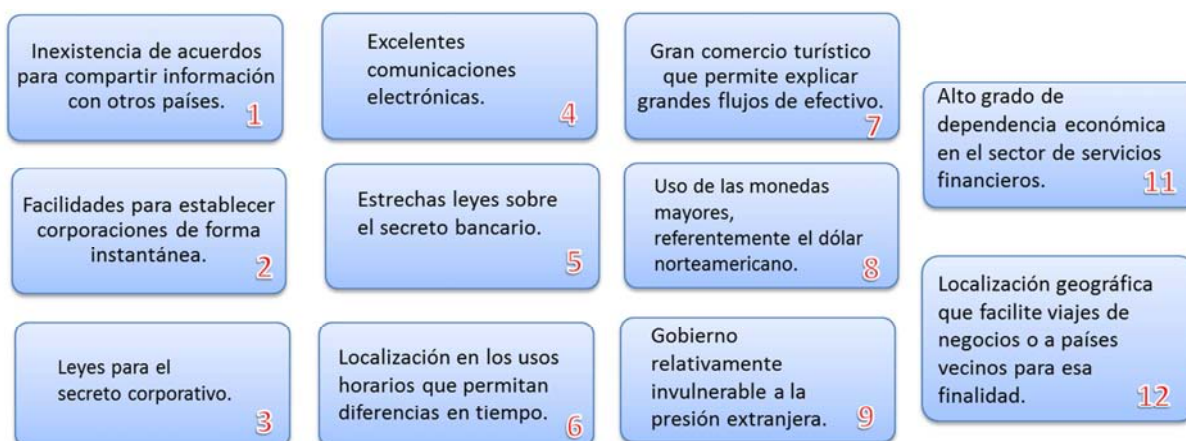 Inexistencia de acuerdos
para compartir información
con otros países.
1
Facilidades para establecer
corporaciones de forma
instantánea.
2
Leyes para el
secreto corporativo.
3
Excelentes
comunicaciones
electrónicas.
4
Estrechas leyes sobre
el secreto bancario.
5
Localización en los usos
horarios que permitan
diferencias en tiempo.
6
Gran comercio turístico
que permite explicar
grandes flujos de efectivo.
7
Uso de las monedas
mayores,
referentemente el dólar
norteamericano.
8
Gobierno
relativamente
invulnerable a la
presión extranjera.
9
Alto grado de
dependencia económica
en el sector de servicios
financieros.
11
Localización geográfica
que facilite viajes de
negocios o a países
vecinos para esa
finalidad.
12